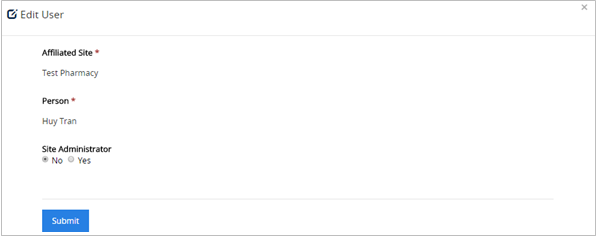 Edit User
Affiliated Site *
Test Pharmacy
Person *
Huy Tran
Site Administrator
No Yes
Submit